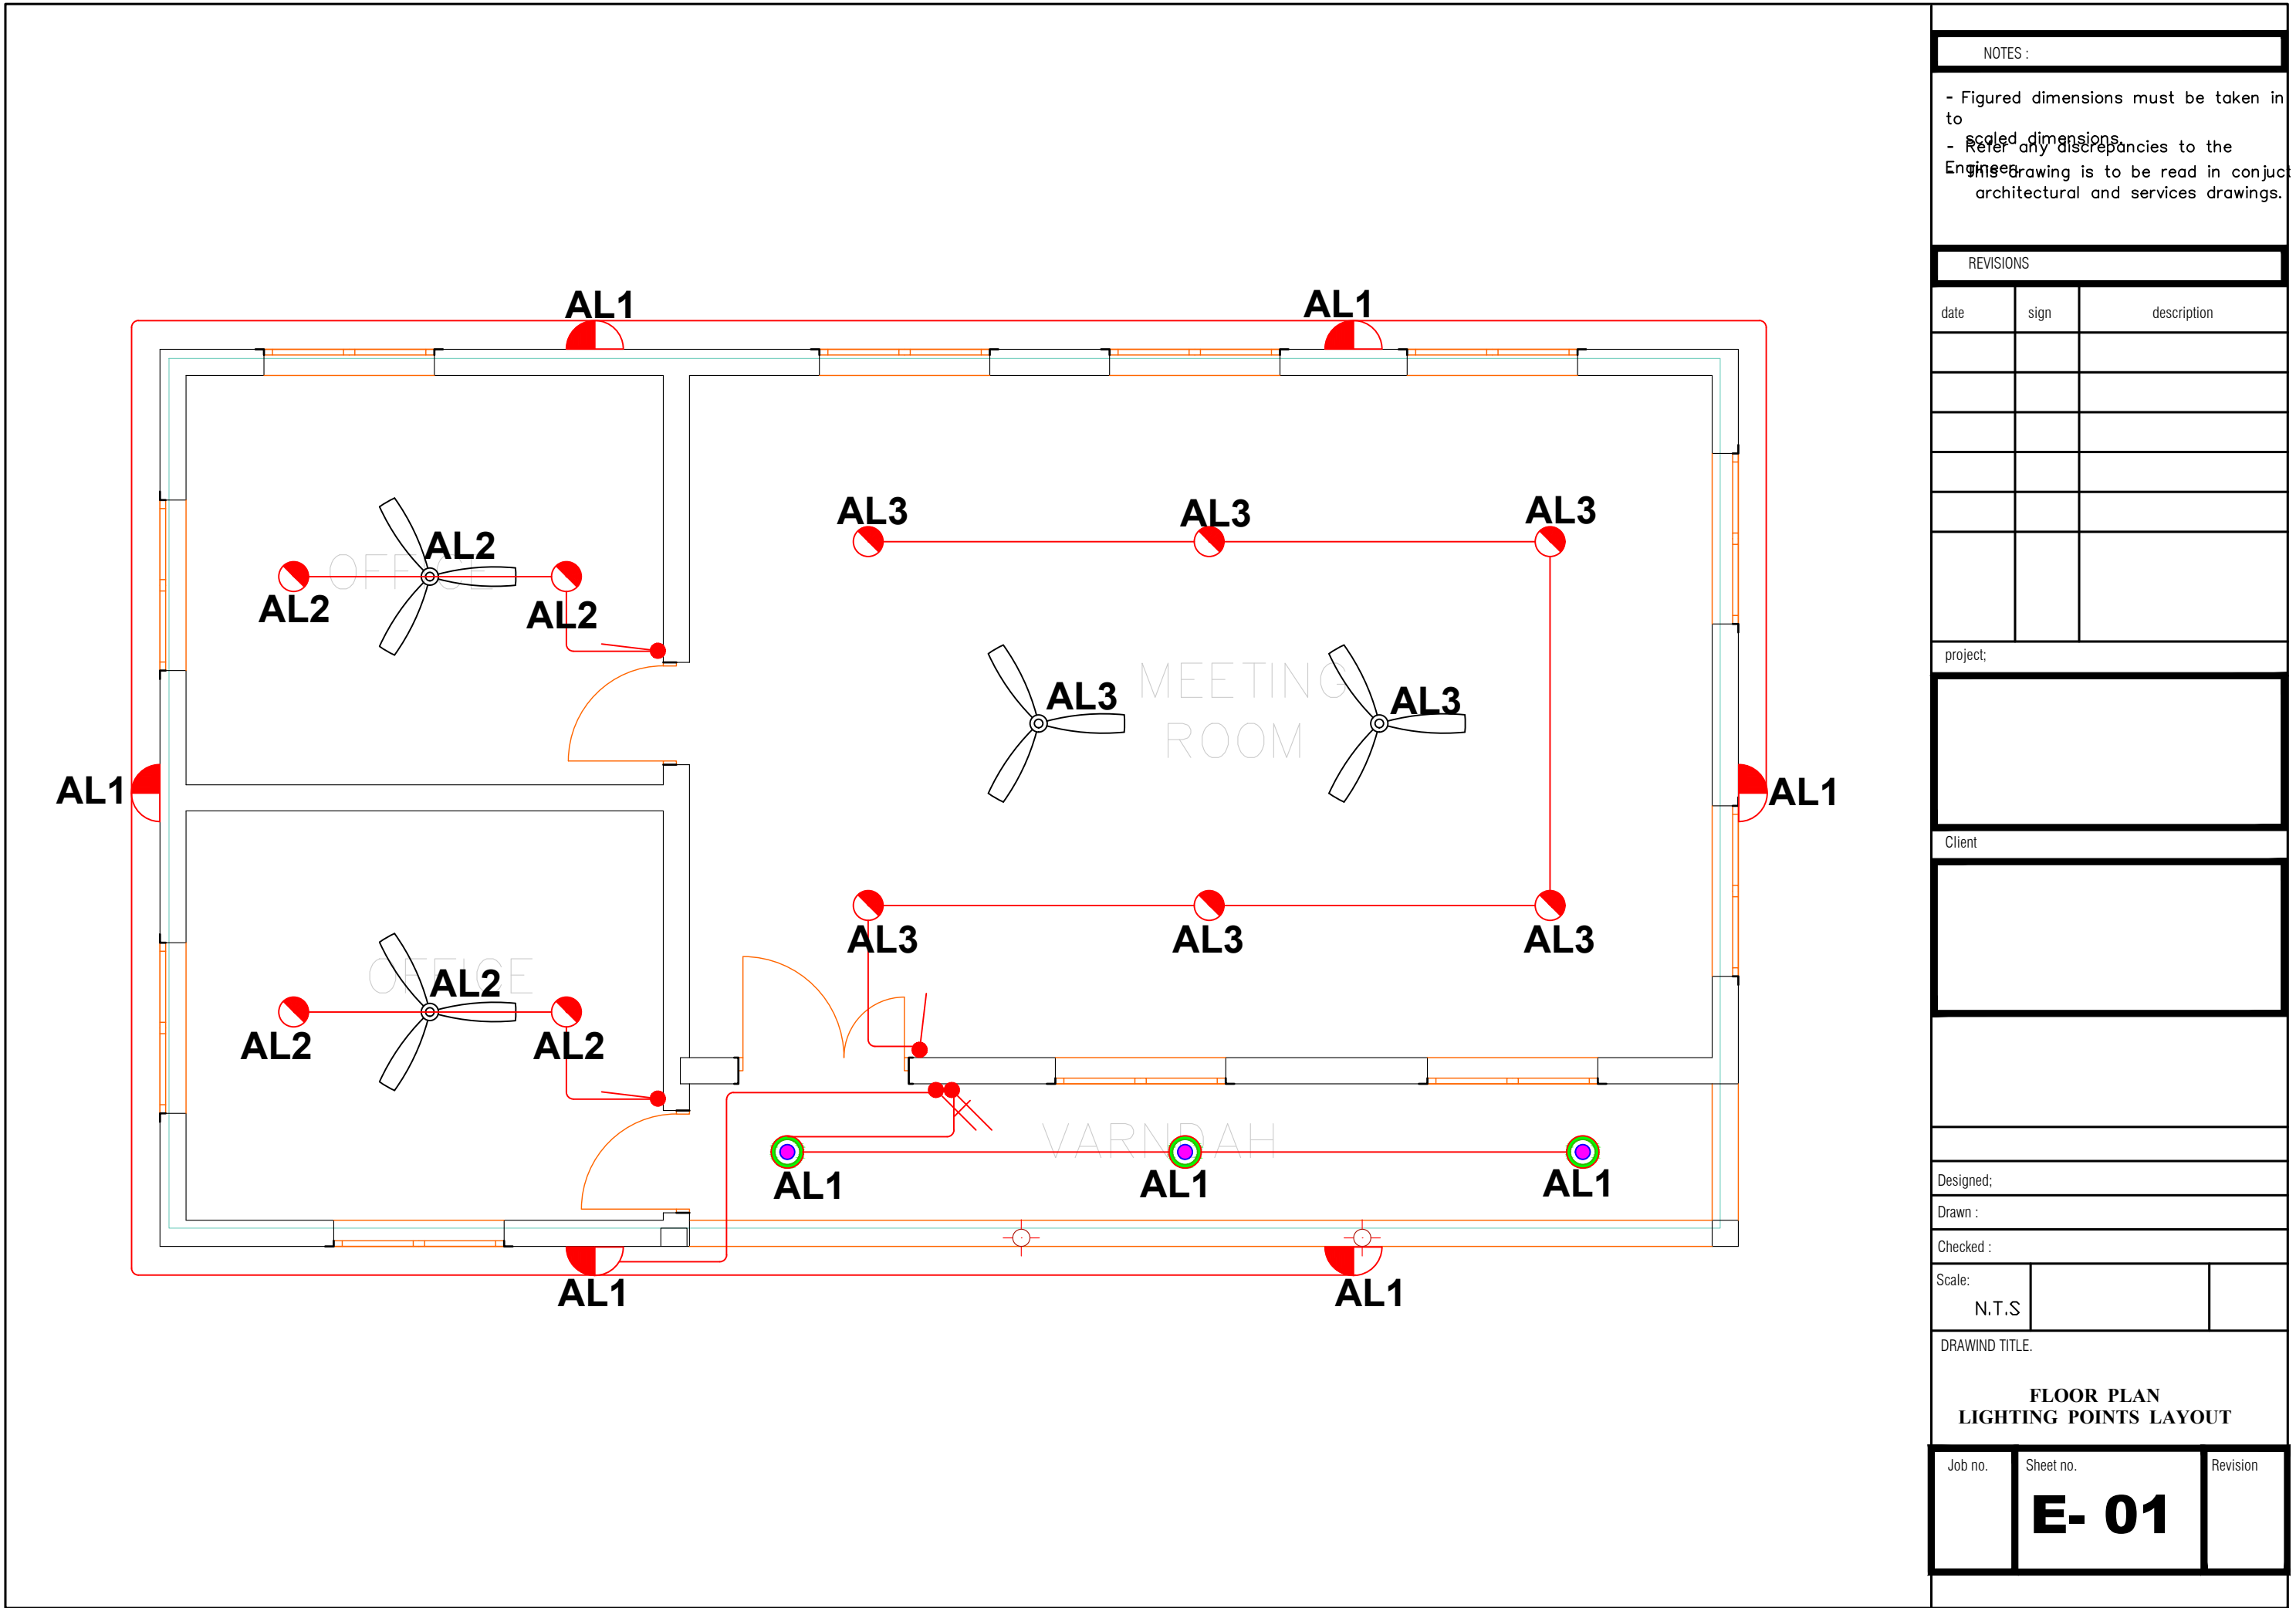 NOTES :
- Figured dimensions must be taken in
to
scaled dimensions.
- Refer any discrepancies to the
Engineer.
- This drawing is to be read in conjuct
architectural and services drawings.
REVISIONS
date sign description
project;
Client
Designed;
Drawn :
Checked :
Scale:
N.T.S
DRAWIND TITLE.
FLOOR PLAN
LIGHTING POINTS LAYOUT
Job no. Sheet no. Revision
E- 01
AL1 AL1
AL3 AL3 AL3
AL2
OFFICE
AL2 AL2
MEETING
ROOM
AL3 AL3
AL1 AL1
AL3 AL3 AL3
OFFICE
AL2
AL2 AL2
VARNDAH
AL1 AL1 AL1
AL1 AL1